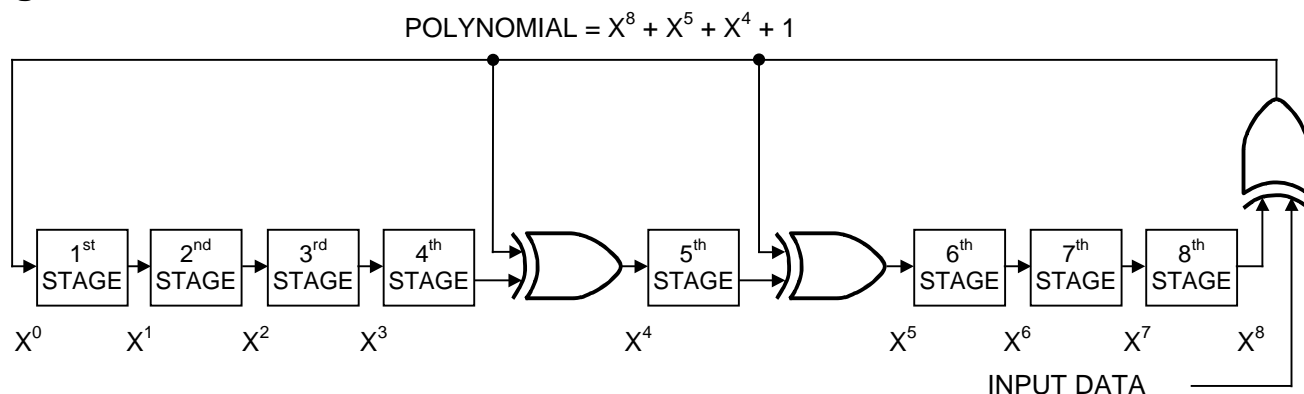 POLYNOMIAL = X⁸ + X⁵ + X⁴ + 1
1st STAGE
2nd STAGE
3rd STAGE
4th STAGE
5th STAGE
6th STAGE
7th STAGE
8th STAGE
X⁰ X¹ X² X³ X⁴ X⁵ X⁶ X⁷ X⁸
INPUT DATA